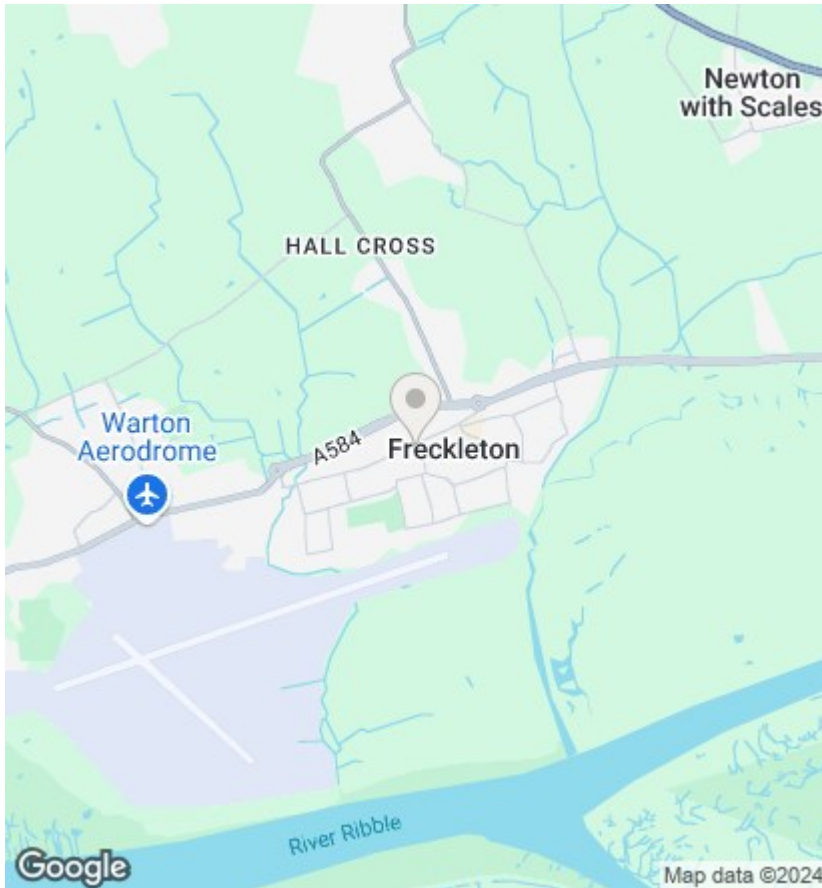 Newton
with Scales
HALL CROSS
Warton
Aerodrome
A584
Freckleton
River Ribble
Google
Map data ©2024